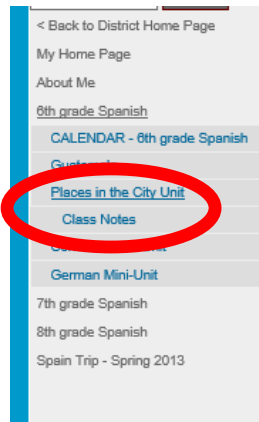 < Back to District Home Page
My Home Page
About Me
6th grade Spanish
CALENDAR - 6th grade Spanish
Places in the City Unit
Class Notes
German Mini-Unit
7th grade Spanish
8th grade Spanish
Spain Trip - Spring 2013